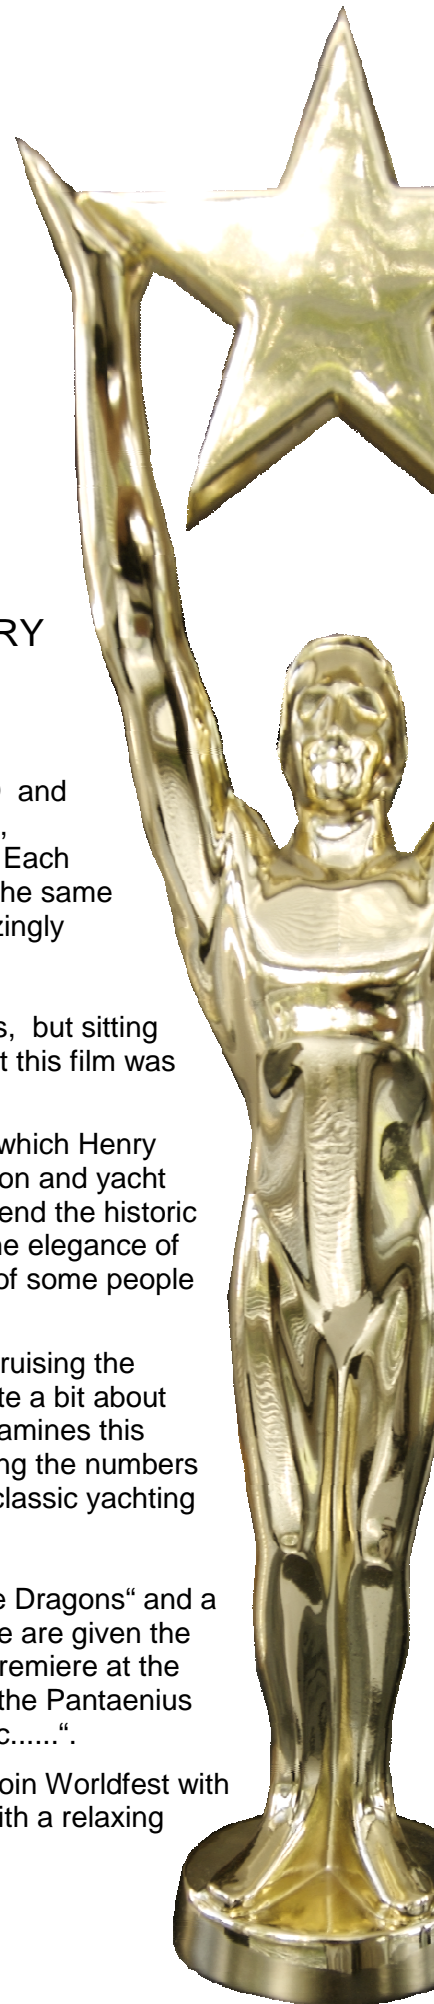 RY
and
,
Each
he same
zingly
s, but sitting
t this film was
which Henry
on and yacht
end the historic
ne elegance of
of some people
ruising the
te a bit about
amines this
ng the numbers
classic yachting
e Dragons“ and a
e are given the
remiere at the
the Pantaenius
c......“.
oin Worldfest with
ith a relaxing